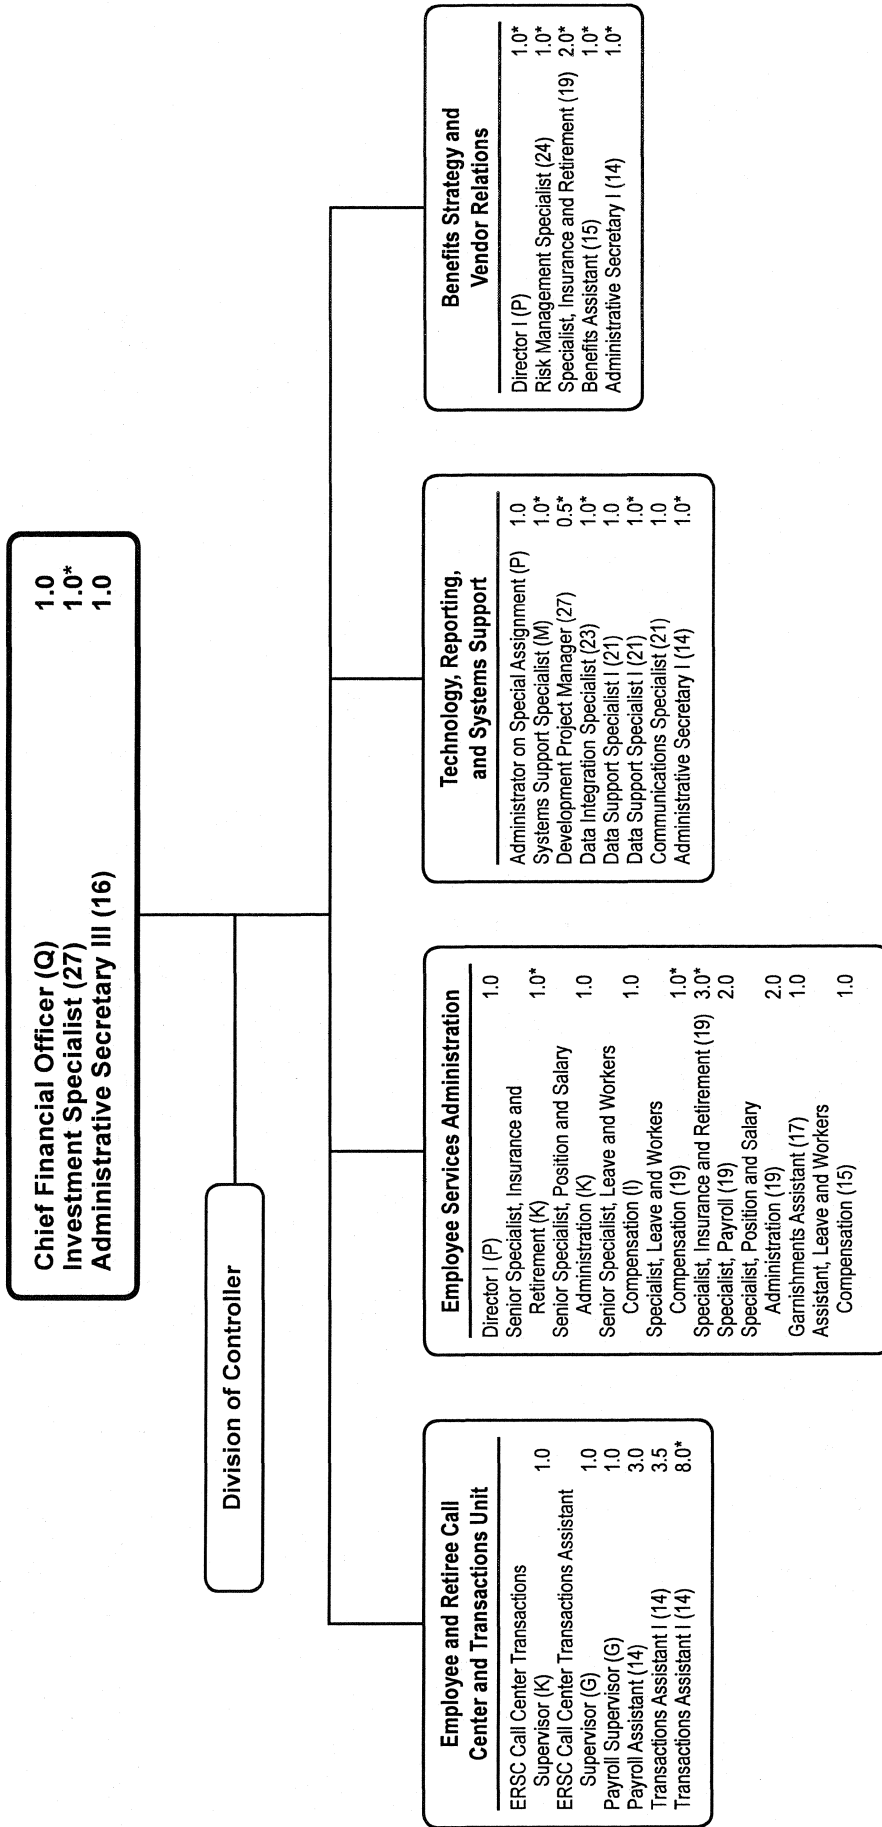 Chief Financial Officer (Q) 1.0
Investment Specialist (27) 1.0*
Administrative Secretary III (16) 1.0
Division of Controller
Employee and Retiree Call
Center and Transactions Unit
ERSC Call Center Transactions
Supervisor (K) 1.0
ERSC Call Center Transactions Assistant
Supervisor (G) 1.0
Payroll Supervisor (G) 1.0
Payroll Assistant (14) 3.0
Transactions Assistant I (14) 3.5
Transactions Assistant I (14) 8.0*
Employee Services Administration
Director I (P) 1.0
Senior Specialist, Insurance and
Retirement (K) 1.0*
Senior Specialist, Position and Salary
Administration (K) 1.0
Senior Specialist, Leave and Workers
Compensation (I) 1.0
Specialist, Leave and Workers
Compensation (19) 1.0*
Specialist, Insurance and Retirement (19) 3.0*
Specialist, Payroll (19) 2.0
Specialist, Position and Salary
Administration (19) 2.0
Garnishments Assistant (17) 1.0
Assistant, Leave and Workers
Compensation (15) 1.0
Technology, Reporting,
and Systems Support
Administrator on Special Assignment (P) 1.0
Systems Support Specialist (M) 1.0*
Development Project Manager (27) 0.5*
Data Integration Specialist (23) 1.0*
Data Support Specialist I (21) 1.0
Data Support Specialist I (21) 1.0*
Communications Specialist (21) 1.0
Administrative Secretary I (14) 1.0*
Benefits Strategy and
Vendor Relations
Director I (P) 1.0*
Risk Management Specialist (24) 1.0*
Specialist, Insurance and Retirement (19) 2.0*
Benefits Assistant (15) 1.0*
Administrative Secretary I (14) 1.0*